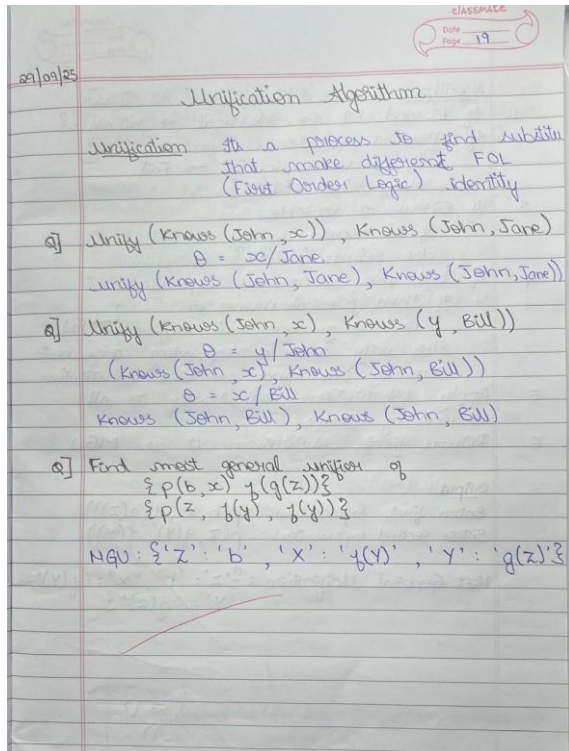 classmate
Date
Page 19
29/09/25
Unification Algorithm
Unification Its a process to find substitu
that make different FOL
(First Order Logic) identity
Q] Unify (Knows (John, x)), Knows (John, Jane)
θ = x/Jane
unify (Knows (John, Jane), Knows (John, Jane))
Q] Unify (Knows (John, x), Knows (y, Bill))
θ = y/John
(Knows (John, x), Knows (John, Bill))
θ = x/Bill
Knows (John, Bill), Knows (John, Bill)
Q] Find most general unifier of
{p(b, x) f(g(z))}
{p(z, f(y), f(y))}
MGU: {'Z': 'b', 'X': 'f(Y)', 'Y': 'g(z)'}